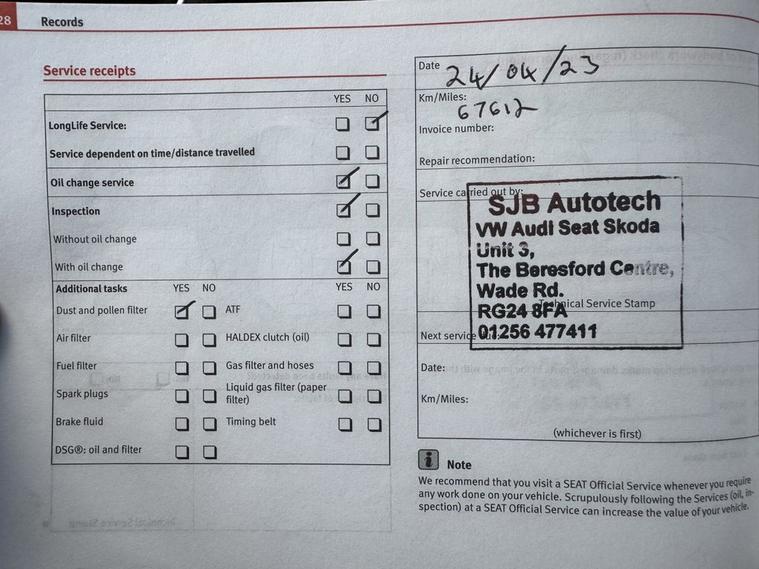 28 Records
Service receipts
YES NO
LongLife Service:
Service dependent on time/distance travelled
Oil change service
Inspection
Without oil change
With oil change
Additional tasks YES NO YES NO
Dust and pollen filter ATF
Air filter HALDEX clutch (oil)
Fuel filter Gas filter and hoses
Spark plugs Liquid gas filter (paper
filter)
Brake fluid Timing belt
DSG®: oil and filter
Date 24/04/23
Km/Miles: 67612
Invoice number:
Repair recommendation:
Service carried out by:
SJB Autotech
VW Audi Seat Skoda
Unit 3,
The Beresford Centre,
Wade Rd.
RG24 8FA
01256 477411
Technical Service Stamp
Next service due:
Date:
Km/Miles:
(whichever is first)
i Note
We recommend that you visit a SEAT Official Service whenever you require
any work done on your vehicle. Scrupulously following the Services (oil, in-
spection) at a SEAT Official Service can increase the value of your vehicle.